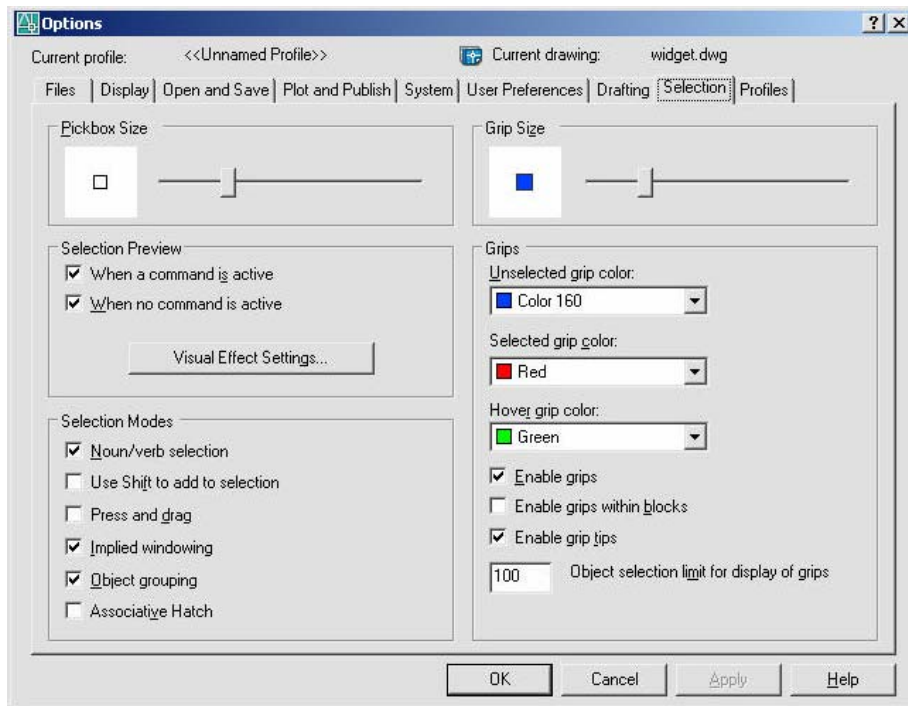 Options
Current profile: <<Unnamed Profile>> Current drawing: widget.dwg
Files Display Open and Save Plot and Publish System User Preferences Drafting Selection Profiles
Pickbox Size
Grip Size
Selection Preview
When a command is active
When no command is active
Visual Effect Settings...
Selection Modes
Noun/verb selection
Use Shift to add to selection
Press and drag
Implied windowing
Object grouping
Associative Hatch
Grips
Unselected grip color:
Color 160
Selected grip color:
Red
Hover grip color:
Green
Enable grips
Enable grips within blocks
Enable grip tips
100 Object selection limit for display of grips
OK Cancel Apply Help